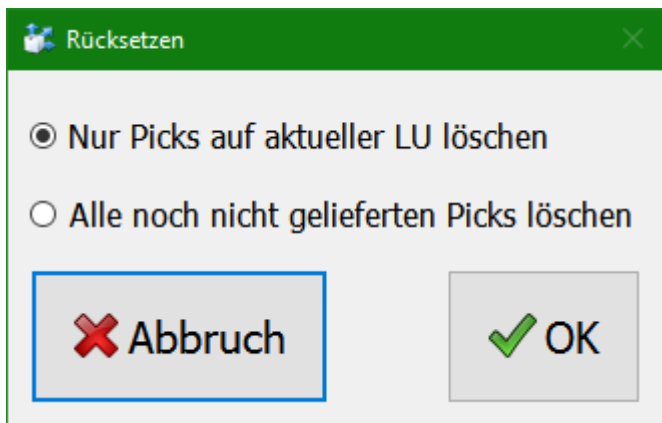 Rücksetzen
Nur Picks auf aktueller LU löschen
Alle noch nicht gelieferten Picks löschen
Abbruch
OK